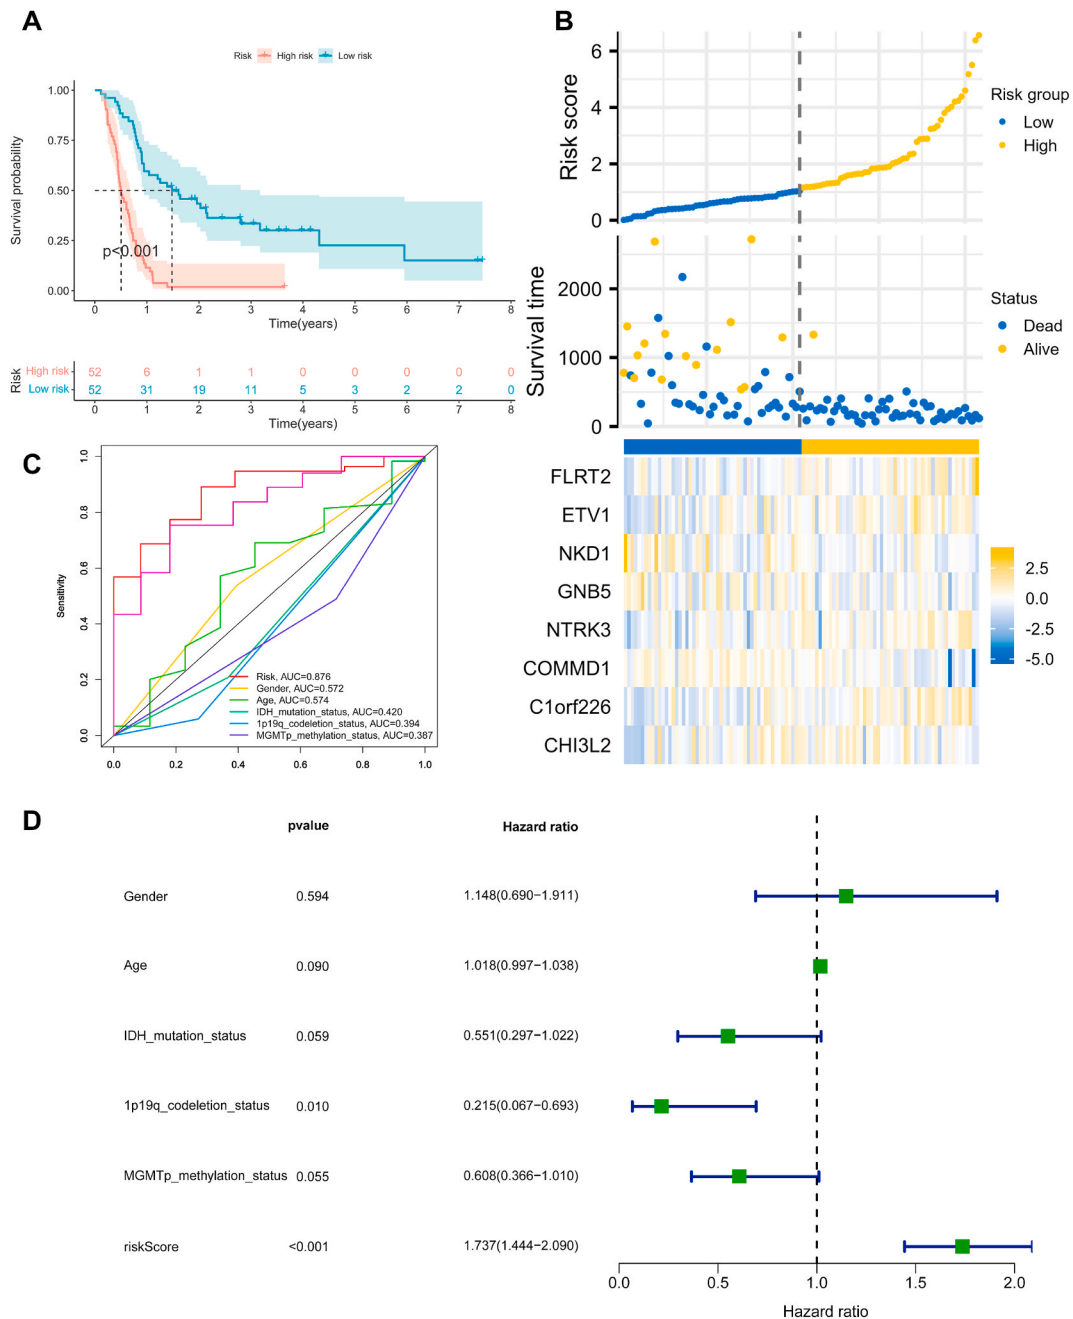 A
Risk High risk Low risk
Survival probability
1.00
0.75
0.50
0.25
0.00
p<0.001
0 1 2 3 4 5 6 7 8
Time(years)
Risk
High risk 52 6 1 1 0 0 0 0 0
Low risk 52 31 19 11 5 3 2 2 0
0 1 2 3 4 5 6 7 8
Time(years)
B
Risk score
6
4
2
0
Risk group
Low
High
Survival time
2000
1000
0
Status
Dead
Alive
FLRT2
ETV1
NKD1
GNB5
NTRK3
COMMD1
C1orf226
CHI3L2
2.5
0.0
-2.5
-5.0
C
Sensitivity
1.0
0.8
0.6
0.4
0.2
0.0
Risk, AUC=0.876
Gender, AUC=0.572
Age, AUC=0.574
IDH_mutation_status, AUC=0.420
1p19q_codeletion_status, AUC=0.394
MGMTp_methylation_status, AUC=0.387
0.0 0.2 0.4 0.6 0.8 1.0
D
pvalue Hazard ratio
Gender 0.594 1.148(0.690−1.911)
Age 0.090 1.018(0.997−1.038)
IDH_mutation_status 0.059 0.551(0.297−1.022)
1p19q_codeletion_status 0.010 0.215(0.067−0.693)
MGMTp_methylation_status 0.055 0.608(0.366−1.010)
riskScore <0.001 1.737(1.444−2.090)
0.0 0.5 1.0 1.5 2.0
Hazard ratio